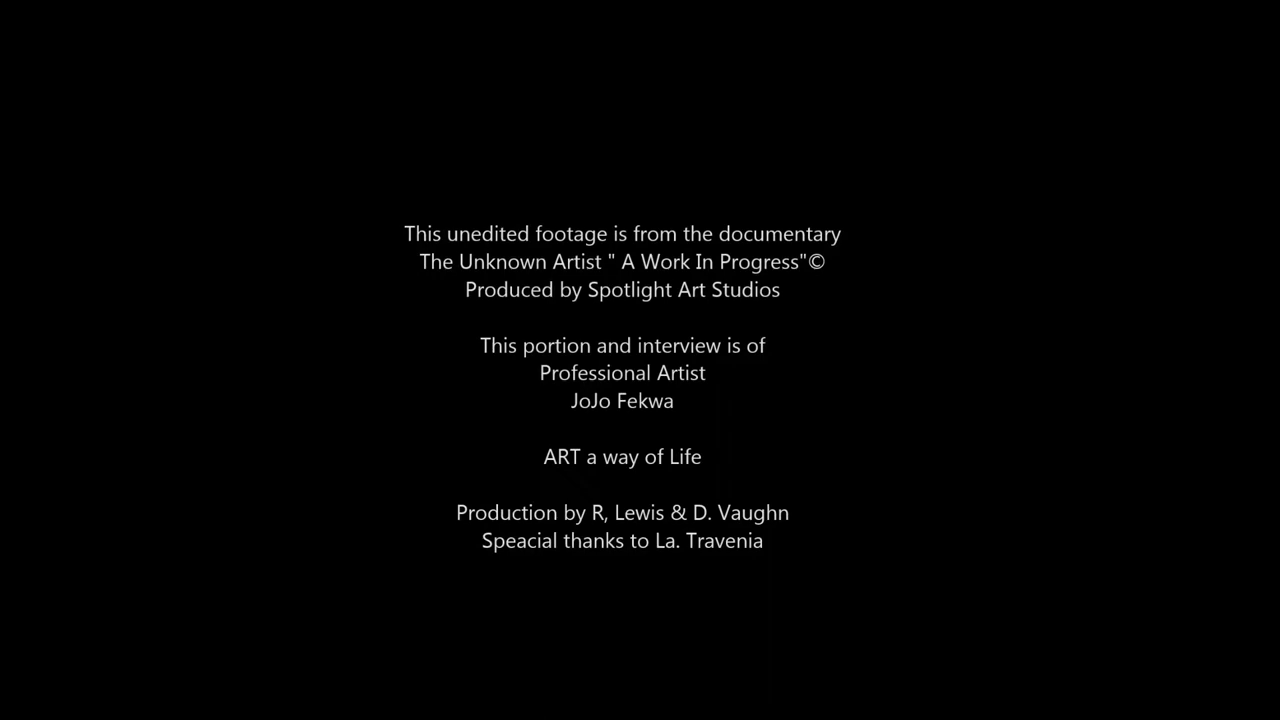 This unedited footage is from the documentary
The Unknown Artist " A Work In Progress"©
Produced by Spotlight Art Studios
This portion and interview is of
Professional Artist
JoJo Fekwa
ART a way of Life
Production by R, Lewis & D. Vaughn
Speacial thanks to La. Travenia